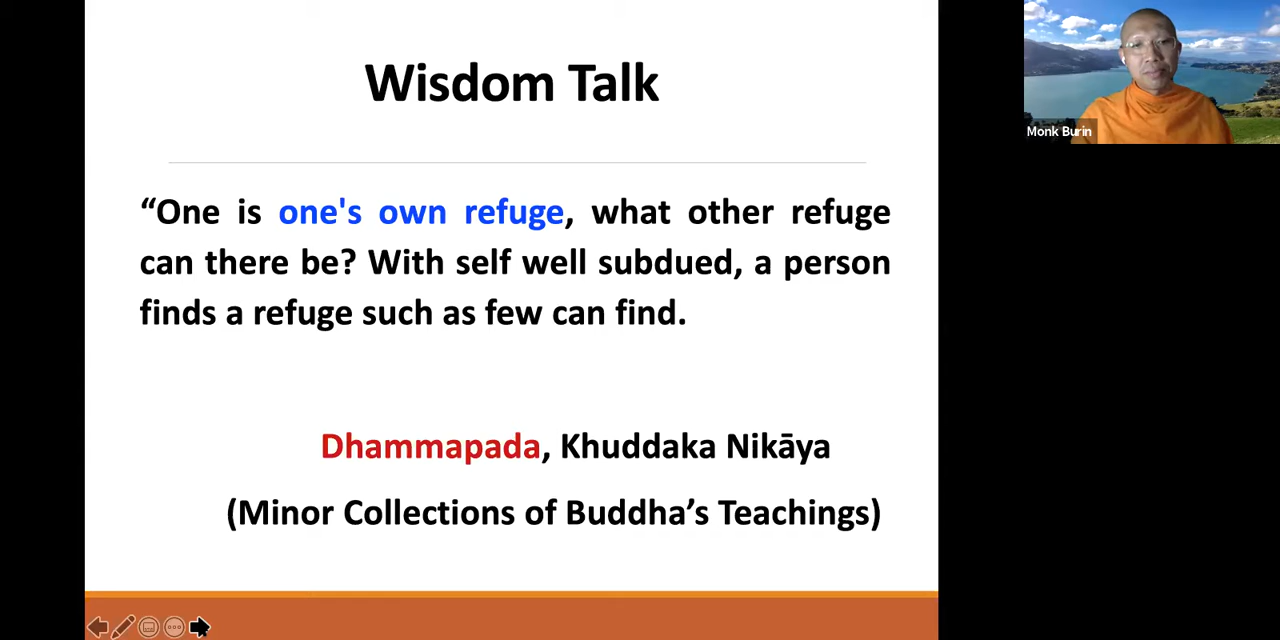 Wisdom Talk
“One is one's own refuge, what other refuge
can there be? With self well subdued, a person
finds a refuge such as few can find.
Dhammapada, Khuddaka Nikāya
(Minor Collections of Buddha’s Teachings)
Monk Burin